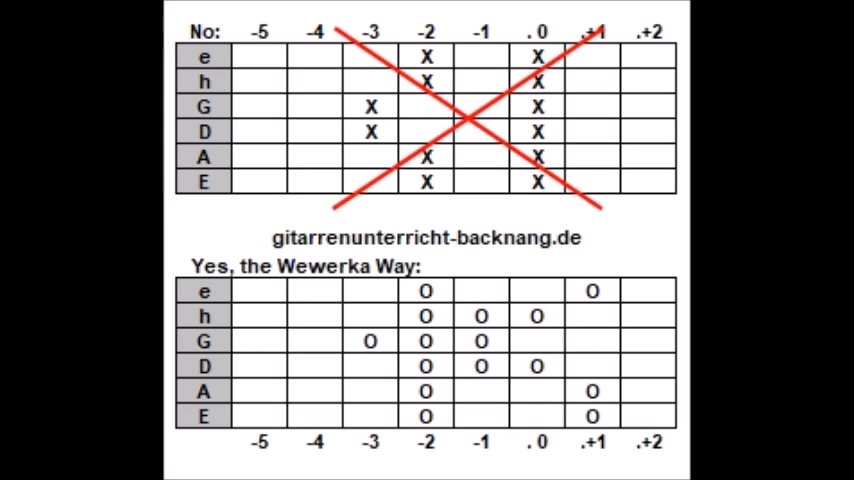 No: -5 -4 -3 -2 -1 . 0 .+1 .+2
e X X
h X X
G X X
D X X
A X X
E X X
gitarrenunterricht-backnang.de
Yes, the Wewerka Way:
e O O
h O O O
G O O O
D O O O
A O O
E O O
-5 -4 -3 -2 -1 . 0 .+1 .+2